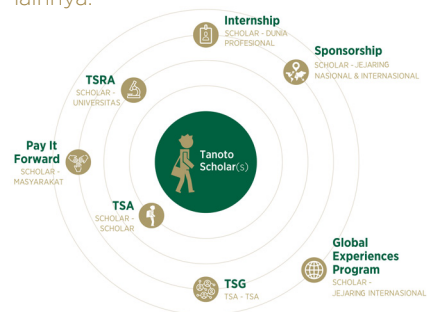 lainnya.
Internship
SCHOLAR - DUNIA
PROFESIONAL
Sponsorship
SCHOLAR - JEJARING
NASIONAL & INTERNASIONAL
TSRA
SCHOLAR -
UNIVERSITAS
Pay It
Forward
SCHOLAR -
MASYARAKAT
Tanoto
Scholar(s)
TSA
SCHOLAR -
SCHOLAR
Global
Experiences
Program
SCHOLAR -
JEJARING INTERNASIONAL
TSG
TSA - TSA